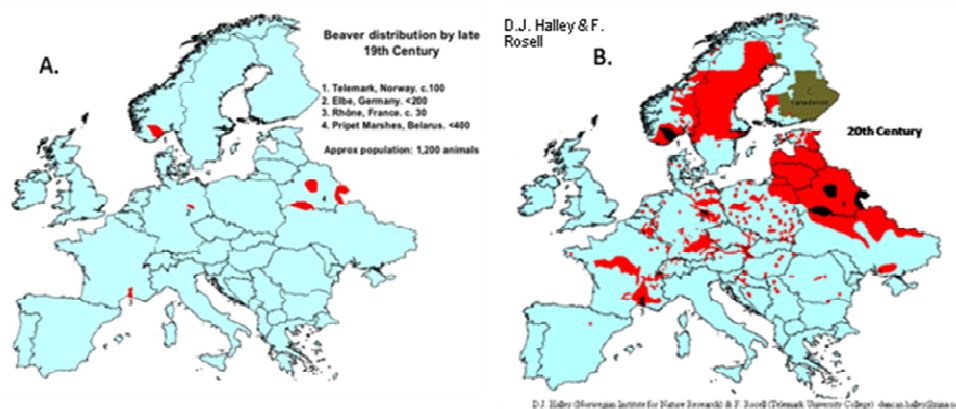 A.
Beaver distribution by late
19th Century
1. Telemark, Norway. c.100
2. Elbe, Germany. <200
3. Rhône, France. c. 30
4. Pripet Marshes, Belarus. <400
Approx population: 1,200 animals
D.J. Halley & F.
Rosell
B.
C.
canadensis
20th Century
D.J. Halley (Norwegian Institute for Nature Research) & F. Rosell (Telemark University College)